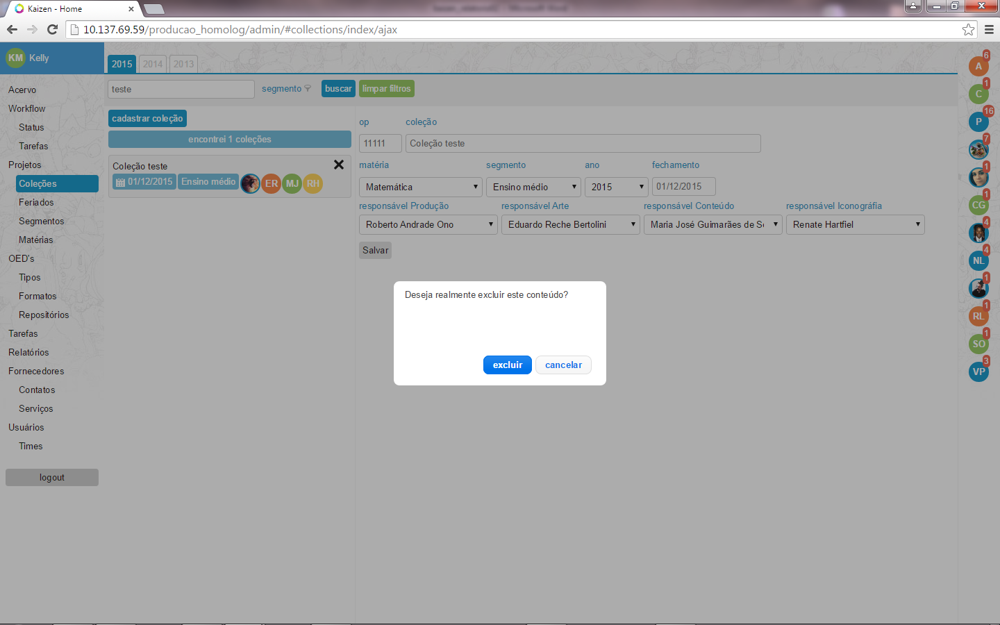 Kaizen - Home
10.137.69.59/producao_homolog/admin/#collections/index/ajax
KM Kelly
Acervo
Workflow
Status
Tarefas
Projetos
Coleções
Feriados
Segmentos
Matérias
OED's
Tipos
Formatos
Repositórios
Tarefas
Relatórios
Fornecedores
Contatos
Serviços
Usuários
Times
logout
2015 2014 2013
teste segmento buscar limpar filtros
cadastrar coleção
encontrei 1 coleções
Coleção teste
01/12/2015 Ensino médio ER MJ RH
op coleção
11111 Coleção teste
matéria segmento ano fechamento
Matemática Ensino médio 2015 01/12/2015
responsável Produção responsável Arte responsável Conteúdo responsável Iconográfia
Roberto Andrade Ono Eduardo Reche Bertolini Maria José Guimarães de Renate Hartfiel
Salvar
Deseja realmente excluir este conteúdo?
excluir cancelar
A 6
C 1
P 16
7
1
CG 1
4
NL 4
1
RL 1
SO 1
VP 3